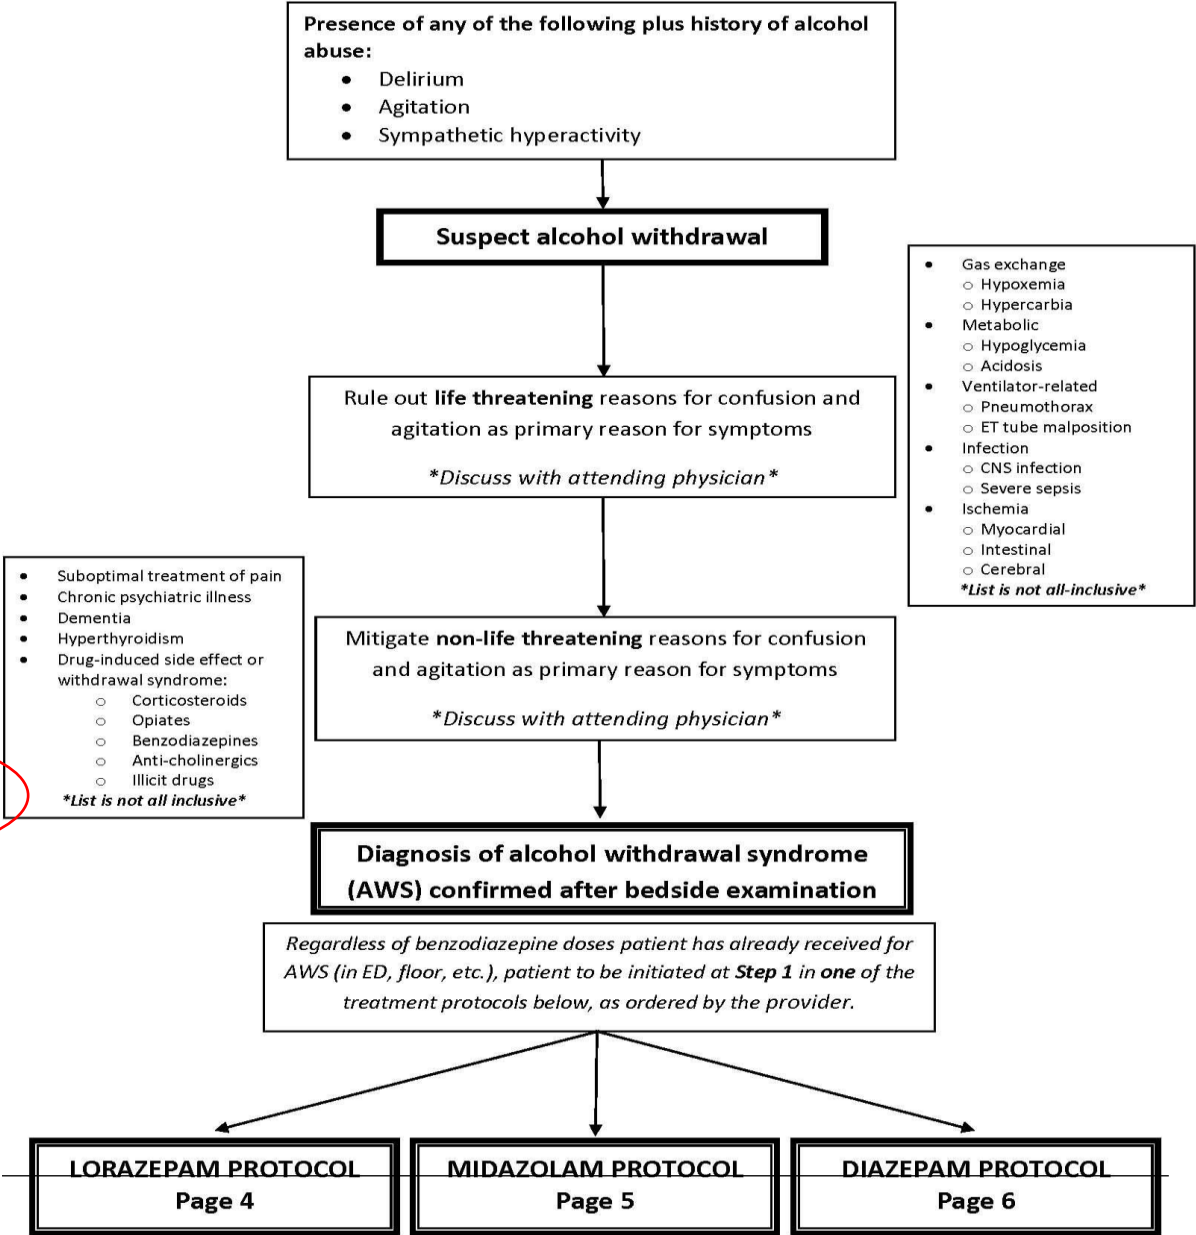 Presence of any of the following plus history of alcohol
abuse:
• Delirium
• Agitation
• Sympathetic hyperactivity
Suspect alcohol withdrawal
• Gas exchange
○ Hypoxemia
○ Hypercarbia
• Metabolic
○ Hypoglycemia
○ Acidosis
• Ventilator-related
○ Pneumothorax
○ ET tube malposition
• Infection
○ CNS infection
○ Severe sepsis
• Ischemia
○ Myocardial
○ Intestinal
○ Cerebral
*List is not all-inclusive*
Rule out life threatening reasons for confusion and
agitation as primary reason for symptoms
*Discuss with attending physician*
• Suboptimal treatment of pain
• Chronic psychiatric illness
• Dementia
• Hyperthyroidism
• Drug-induced side effect or
withdrawal syndrome:
○ Corticosteroids
○ Opiates
○ Benzodiazepines
○ Anti-cholinergics
○ Illicit drugs
*List is not all inclusive*
Mitigate non-life threatening reasons for confusion
and agitation as primary reason for symptoms
*Discuss with attending physician*
Diagnosis of alcohol withdrawal syndrome
(AWS) confirmed after bedside examination
Regardless of benzodiazepine doses patient has already received for
AWS (in ED, floor, etc.), patient to be initiated at Step 1 in one of the
treatment protocols below, as ordered by the provider.
LORAZEPAM PROTOCOL
Page 4
MIDAZOLAM PROTOCOL
Page 5
DIAZEPAM PROTOCOL
Page 6